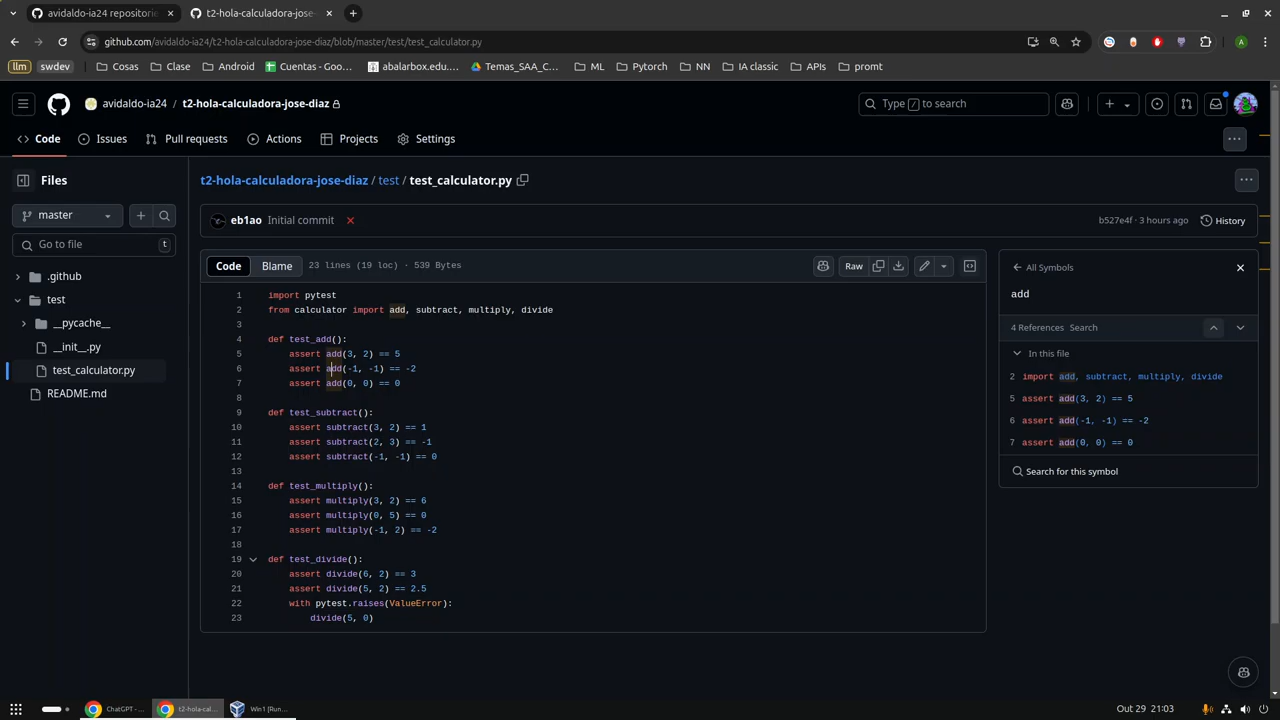 avidaldo-ia24 repositorie
t2-hola-calculadora-jose-d
github.com/avidaldo-ia24/t2-hola-calculadora-jose-diaz/blob/master/test/test_calculator.py
llm swdev Cosas Clase Android Cuentas - Goo... abalarbox.edu.... Temas_SAA_C... ML Pytorch NN IA classic APIs promt
avidaldo-ia24 / t2-hola-calculadora-jose-diaz
Type / to search
Code Issues Pull requests Actions Projects Settings
Files
master
Go to file t
.github
test
__pycache__
__init__.py
test_calculator.py
README.md
t2-hola-calculadora-jose-diaz / test / test_calculator.py
eb1ao Initial commit
b527e4f · 3 hours ago History
Code Blame 23 lines (19 loc) · 539 Bytes
Raw
1 import pytest
2 from calculator import add, subtract, multiply, divide
3
4 def test_add():
5 assert add(3, 2) == 5
6 assert add(-1, -1) == -2
7 assert add(0, 0) == 0
8
9 def test_subtract():
10 assert subtract(3, 2) == 1
11 assert subtract(2, 3) == -1
12 assert subtract(-1, -1) == 0
13
14 def test_multiply():
15 assert multiply(3, 2) == 6
16 assert multiply(0, 5) == 0
17 assert multiply(-1, 2) == -2
18
19 def test_divide():
20 assert divide(6, 2) == 3
21 assert divide(5, 2) == 2.5
22 with pytest.raises(ValueError):
23 divide(5, 0)
All Symbols
add
4 References Search
In this file
2 import add, subtract, multiply, divide
5 assert add(3, 2) == 5
6 assert add(-1, -1) == -2
7 assert add(0, 0) == 0
Search for this symbol
ChatGPT - ...
t2-hola-cal...
Win1 [Run...
Out 29 21:03